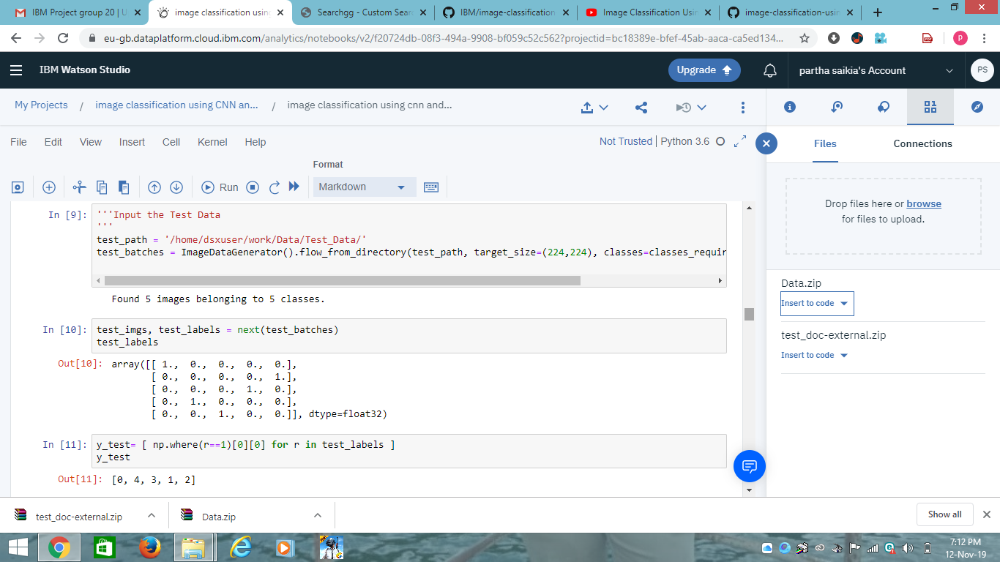 IBM Project group 20 | U
image classification using
Searchgg - Custom Sear
IBM/image-classification
Image Classification Usin
image-classification-usin
eu-gb.dataplatform.cloud.ibm.com/analytics/notebooks/v2/f20724db-08f3-494a-9908-bf059c52c562?projectid=bc18389e-bfef-45ab-aaca-ca5ed134...
P
IBM Watson Studio
Upgrade
partha saikia's Account
PS
My Projects / image classification using CNN an... / image classification using cnn and...
File Edit View Insert Cell Kernel Help
Not Trusted | Python 3.6
Files
Connections
Format
Run
Markdown
Drop files here or browse
for files to upload.
In [9]: '''Input the Test Data
'''
test_path = '/home/dsxuser/work/Data/Test_Data/'
test_batches = ImageDataGenerator().flow_from_directory(test_path, target_size=(224,224), classes=classes_requir
Found 5 images belonging to 5 classes.
Data.zip
Insert to code
test_doc-external.zip
Insert to code
In [10]: test_imgs, test_labels = next(test_batches)
test_labels
Out[10]: array([[ 1., 0., 0., 0., 0.],
[ 0., 0., 0., 0., 1.],
[ 0., 0., 0., 1., 0.],
[ 0., 1., 0., 0., 0.],
[ 0., 0., 1., 0., 0.]], dtype=float32)
In [11]: y_test= [ np.where(r==1)[0][0] for r in test_labels ]
y_test
Out[11]: [0, 4, 3, 1, 2]
test_doc-external.zip
Data.zip
Show all
7:12 PM
12-Nov-19